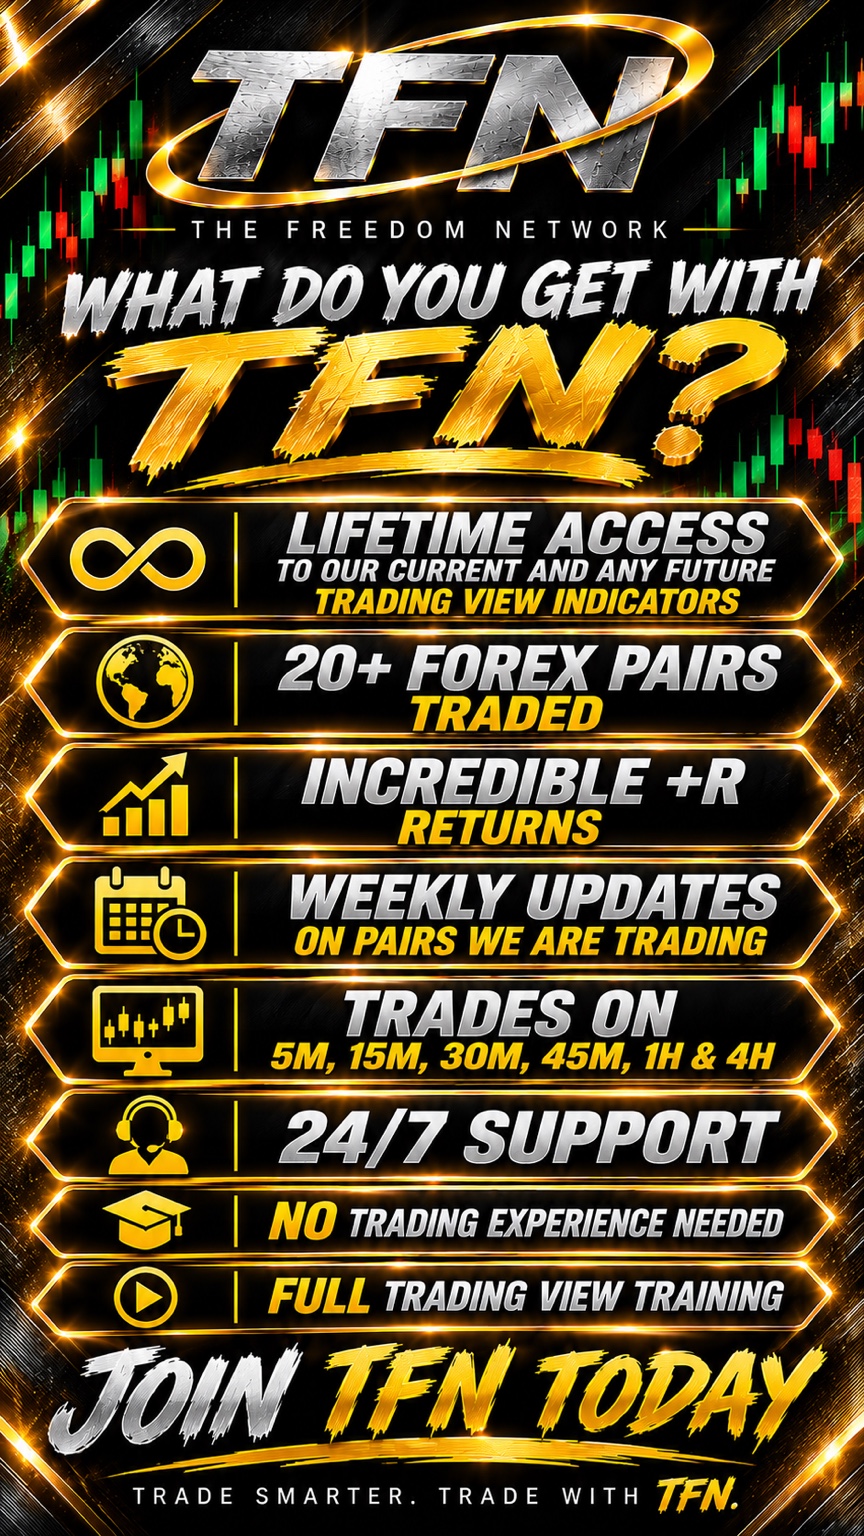 TFN
THE FREEDOM NETWORK
WHAT DO YOU GET WITH
TFN?
LIFETIME ACCESS
TO OUR CURRENT AND ANY FUTURE
TRADING VIEW INDICATORS
20+ FOREX PAIRS
TRADED
INCREDIBLE +R
RETURNS
WEEKLY UPDATES
ON PAIRS WE ARE TRADING
TRADES ON
5M, 15M, 30M, 45M, 1H & 4H
24/7 SUPPORT
NO TRADING EXPERIENCE NEEDED
FULL TRADING VIEW TRAINING
JOIN TFN TODAY
TRADE SMARTER. TRADE WITH TFN.